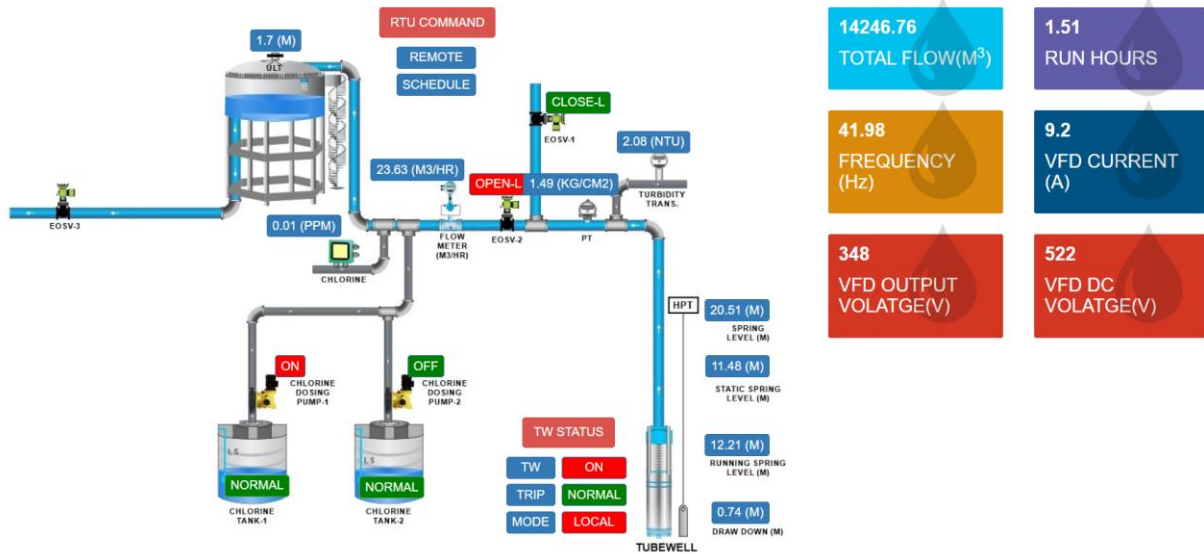 RTU COMMAND
REMOTE
SCHEDULE
1.7 (M)
ULT
CLOSE-L
EOSV-1
2.08 (NTU)
TURBIDITY
TRANS.
23.63 (M3/HR)
OPEN-L
1.49 (KG/CM2)
EOSV-3
0.01 (PPM)
CHLORINE
FLOW
METER
(M3/HR)
EOSV-2
PT
HPT
20.51 (M)
SPRING
LEVEL (M)
11.48 (M)
STATIC SPRING
LEVEL (M)
12.21 (M)
RUNNING SPRING
LEVEL (M)
0.74 (M)
DRAW DOWN (M)
TUBEWELL
ON
CHLORINE
DOSING
PUMP-1
OFF
CHLORINE
DOSING
PUMP-2
LS
NORMAL
CHLORINE
TANK-1
LS
NORMAL
CHLORINE
TANK-2
TW STATUS
TW ON
TRIP NORMAL
MODE LOCAL
14246.76
TOTAL FLOW(M³)
1.51
RUN HOURS
41.98
FREQUENCY
(Hz)
9.2
VFD CURRENT
(A)
348
VFD OUTPUT
VOLATGE(V)
522
VFD DC
VOLATGE(V)